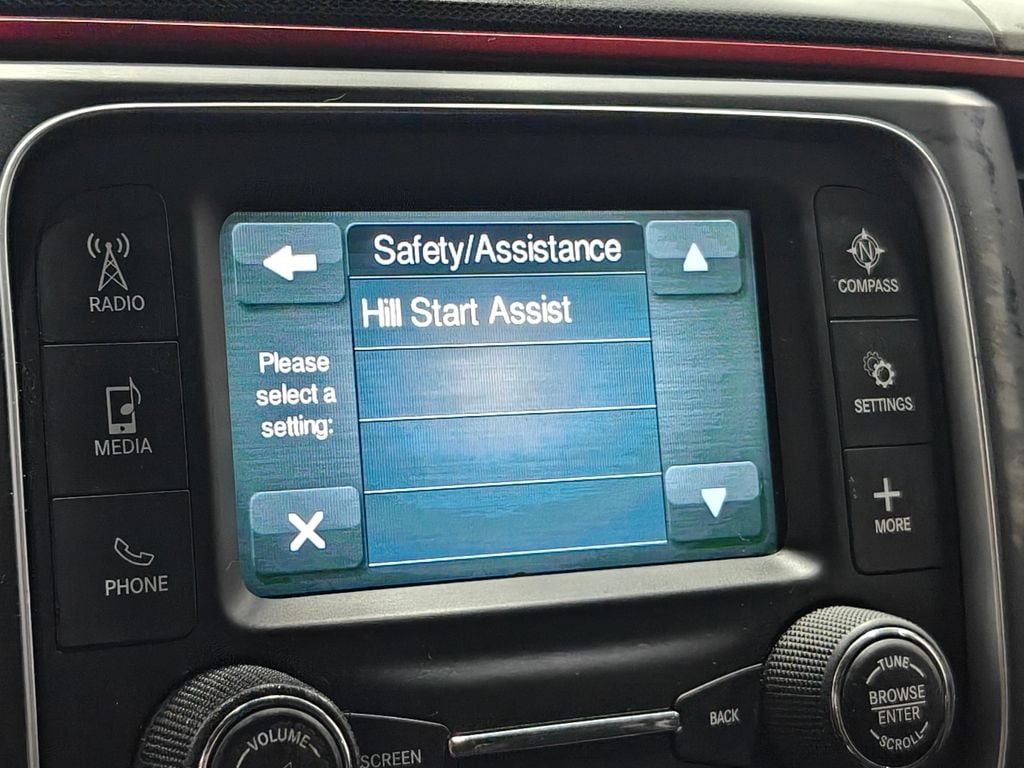 Safety/Assistance
Hill Start Assist
Please
select a
setting:
RADIO
MEDIA
PHONE
N
COMPASS
SETTINGS
MORE
VOLUME
SCREEN
BACK
TUNE
BROWSE
ENTER
SCROLL